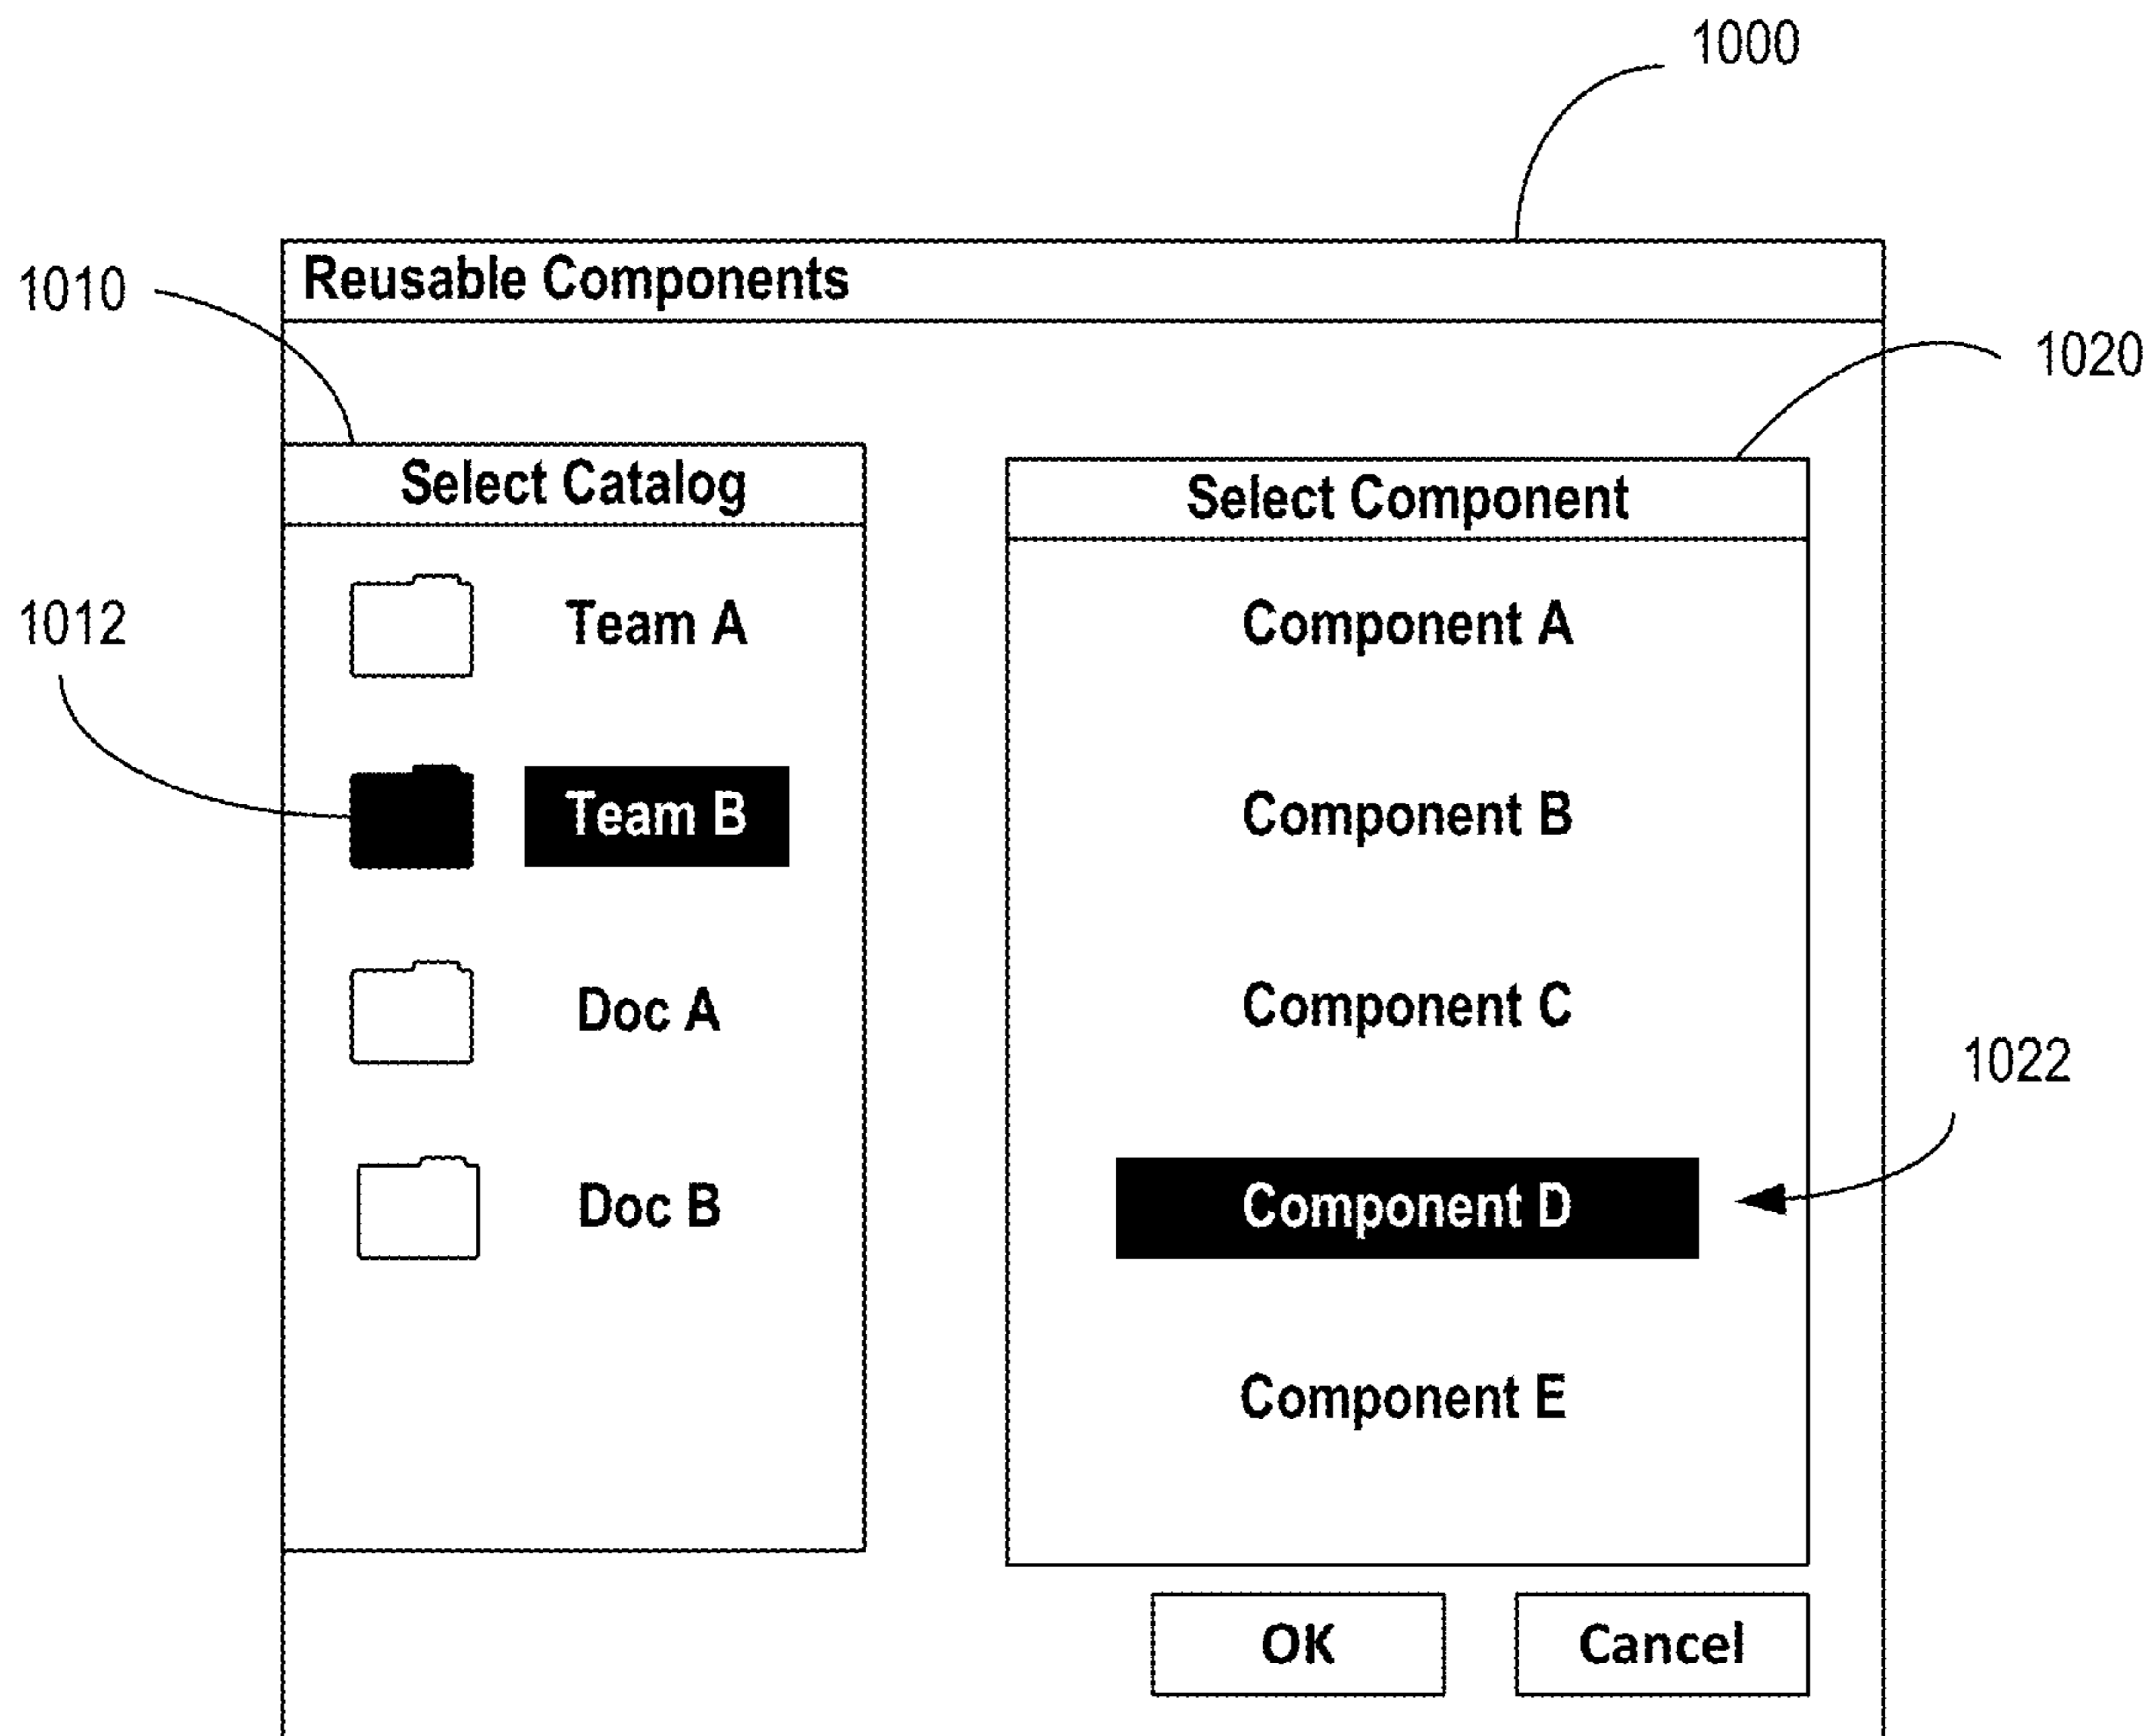 1000
Reusable Components
1010
1020
Select Catalog
Select Component
1012
Team A
Component A
Team B
Component B
Doc A
Component C
1022
Doc B
Component D
Component E
OK
Cancel